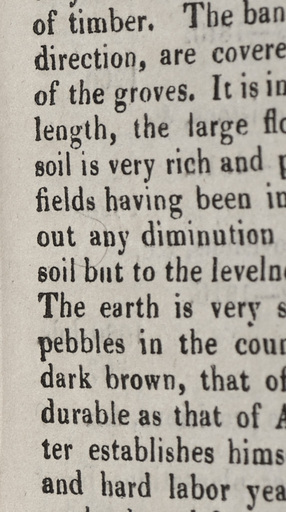 of timber. The ban
direction, are covere
of the groves. It is in
length, the large flo
soil is very rich and p
fields having been in
out any diminution
soil but to the leveln
The earth is very s
pebbles in the cour
dark brown, that of
durable as that of A
ter establishes hims
and hard labor yea